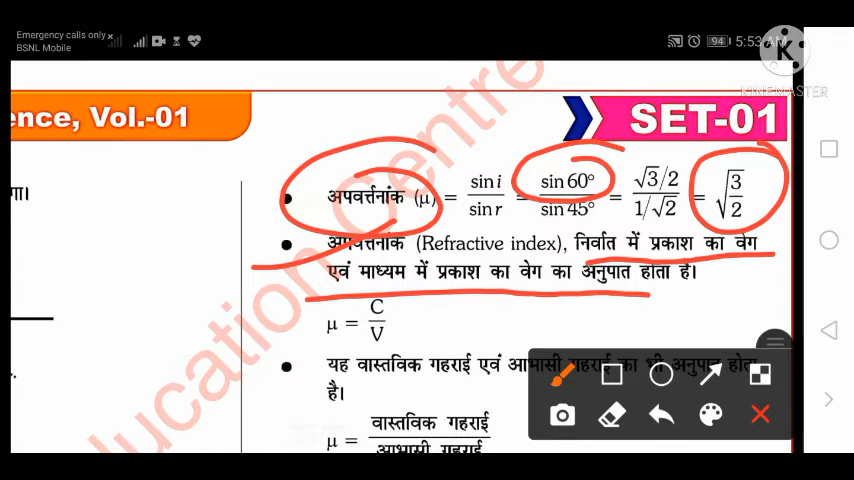 Emergency calls only
BSNL Mobile
94 5:53 AM
KINEMASTER
ence, Vol.-01
SET-01
गा।
• अपवर्त्तनांक (μ) = sin i / sin r = sin 60° / sin 45° = √3/2 / 1/√2 = √3/2
• अपवर्त्तनांक (Refractive index), निर्वात में प्रकाश का वेग
एवं माध्यम में प्रकाश का वेग का अनुपात होता है।
μ = C/V
• यह वास्तविक गहराई एवं आभासी गहराई का भी अनुपात होता
है।
μ = वास्तविक गहराई / आभासी गहराई
ducation Centre